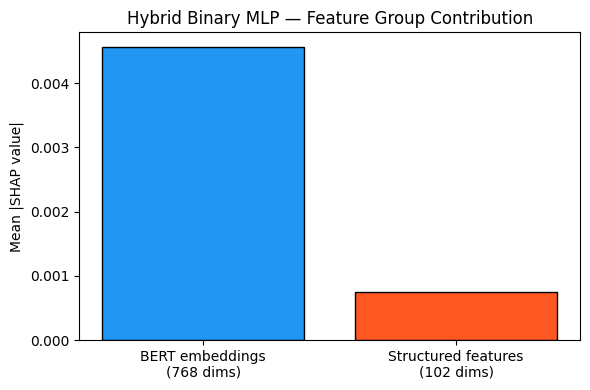 Hybrid Binary MLP — Feature Group Contribution
Mean |SHAP value|
0.004
0.003
0.002
0.001
0.000
BERT embeddings
(768 dims)
Structured features
(102 dims)